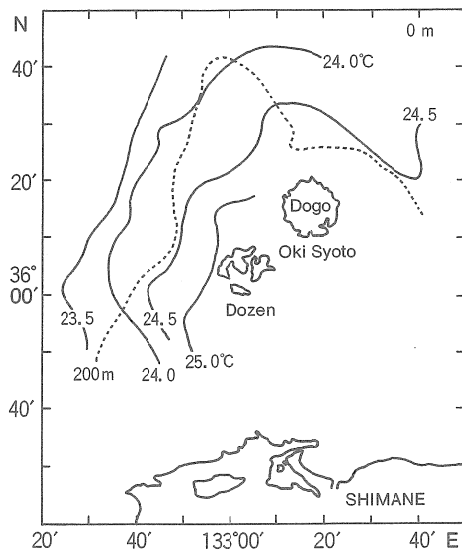 N
0 m
40′
24.0℃
24.5
20′
Dogo
Oki Syoto
36°
00′
Dozen
23.5
24.5
25.0℃
200m
24.0
40′
SHIMANE
20′ 40′ 133°00′ 20′ 40′ E